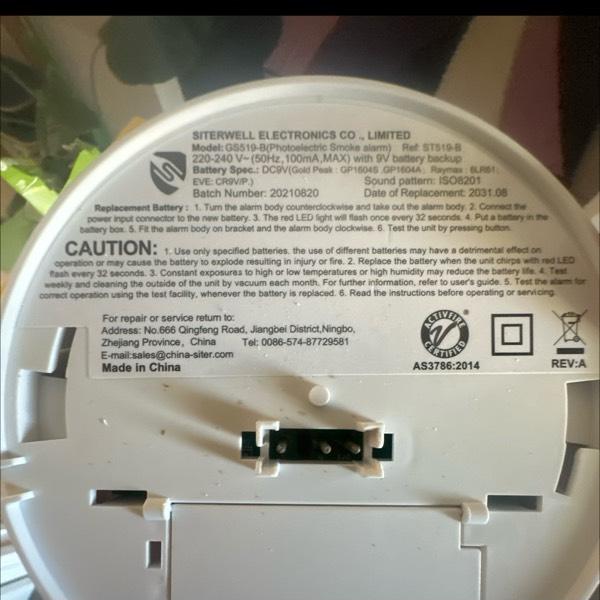 SITERWELL ELECTRONICS CO ., LIMITED
Model: GS519-B(Photoelectric Smoke alarm) Ref: ST519-B
220-240 V~(50Hz,100mA,MAX) with 9V battery backup
Battery Spec.: DC9V(Gold Peak : GP1604S ,GP1604A ; Raymax : 6LR61;
EVE: CR9V/P.) Sound pattern: ISO8201
Batch Number: 20210820 Date of Replacement: 2031.08
Replacement Battery : 1. Turn the alarm body counterclockwise and take out alarm body. 2. Connect the
power input connector to the new battery. 3. The red LED light will flash once every 32 seconds. 4. Put a battery in the
battery box. 5. Fit the alarm body on bracket and the alarm body clockwise. 6. Test the unit by pressing button.
CAUTION: 1. Use only specified batteries. the use of different batteries may have a detrimental effect on
operation or may cause the battery to explode resulting in injury or fire. 2. Replace the battery when the unit chirps with red LED
flash every 32 seconds. 3. Constant exposures to high or low temperatures or high humidity may reduce the battery life. 4. Test
weekly and cleaning the outside of the unit by vacuum each month. For further information, refer to user's guide. 5. Test the alarm for
correct operation using the test facility, whenever the battery is replaced. 6. Read the instructions before operating or servicing.
For repair or service return to:
Address: No.666 Qingfeng Road, Jiangbei District,Ningbo,
Zhejiang Province, China Tel: 0086-574-87729581
E-mail:sales@china-siter.com
Made in China
ACTIVFIRE
CERTIFIED
AS3786:2014
REV:A